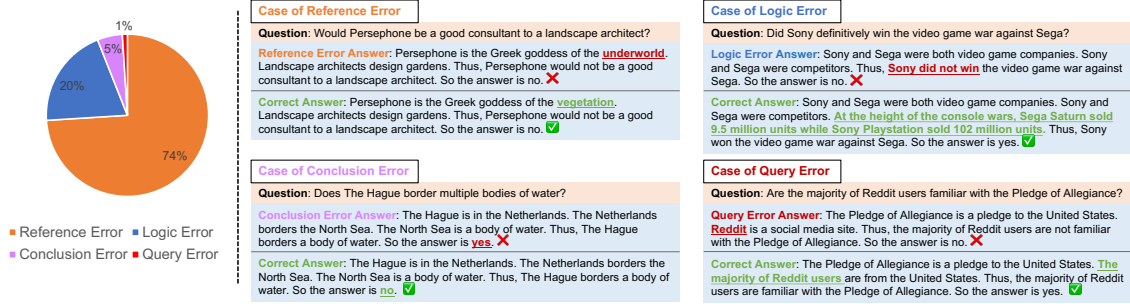 1%
5%
20%
74%
Reference Error
Logic Error
Conclusion Error
Query Error
Case of Reference Error
Question: Would Persephone be a good consultant to a landscape architect?
Reference Error Answer: Persephone is the Greek goddess of the underworld.
Landscape architects design gardens. Thus, Persephone would not be a good
consultant to a landscape architect. So the answer is no. ❌
Correct Answer: Persephone is the Greek goddess of the vegetation.
Landscape architects design gardens. Thus, Persephone would not be a good
consultant to a landscape architect. So the answer is no. ✅
Case of Logic Error
Question: Did Sony definitively win the video game war against Sega?
Logic Error Answer: Sony and Sega were both video game companies. Sony
and Sega were competitors. Thus, Sony did not win the video game war against
Sega. So the answer is no. ❌
Correct Answer: Sony and Sega were both video game companies. Sony and
Sega were competitors. At the height of the console wars, Sega Saturn sold
9.5 million units while Sony Playstation sold 102 million units. Thus, Sony
won the video game war against Sega. So the answer is yes. ✅
Case of Conclusion Error
Question: Does The Hague border multiple bodies of water?
Conclusion Error Answer: The Hague is in the Netherlands. The Netherlands
borders the North Sea. The North Sea is a body of water. Thus, The Hague
borders a body of water. So the answer is yes. ❌
Correct Answer: The Hague is in the Netherlands. The Netherlands borders the
North Sea. The North Sea is a body of water. Thus, The Hague borders a body of
water. So the answer is no. ✅
Case of Query Error
Question: Are the majority of Reddit users familiar with the Pledge of Allegiance?
Query Error Answer: The Pledge of Allegiance is a pledge to the United States.
Reddit is a social media site. Thus, the majority of Reddit users are not familiar
with the Pledge of Allegiance. So the answer is no. ❌
Correct Answer: The Pledge of Allegiance is a pledge to the United States. The
majority of Reddit users are from the United States. Thus, the majority of Reddit
users are familiar with the Pledge of Allegiance. So the answer is yes. ✅